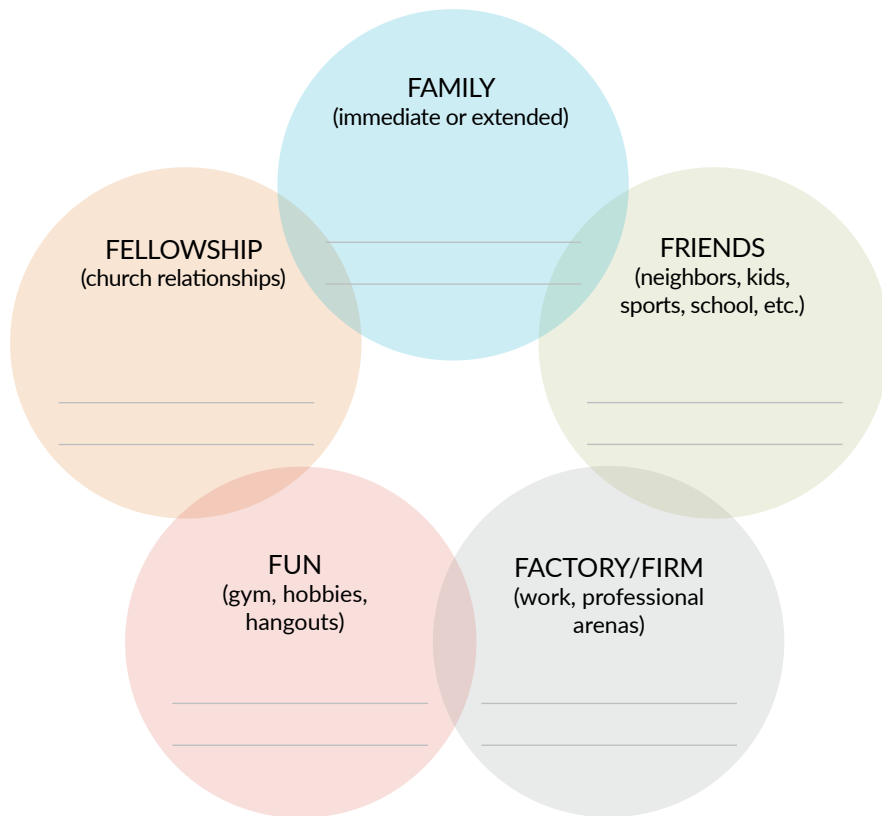 FAMILY
(immediate or extended)
FELLOWSHIP
(church relationships)
FRIENDS
(neighbors, kids,
sports, school, etc.)
FUN
(gym, hobbies,
hangouts)
FACTORY/FIRM
(work, professional
arenas)